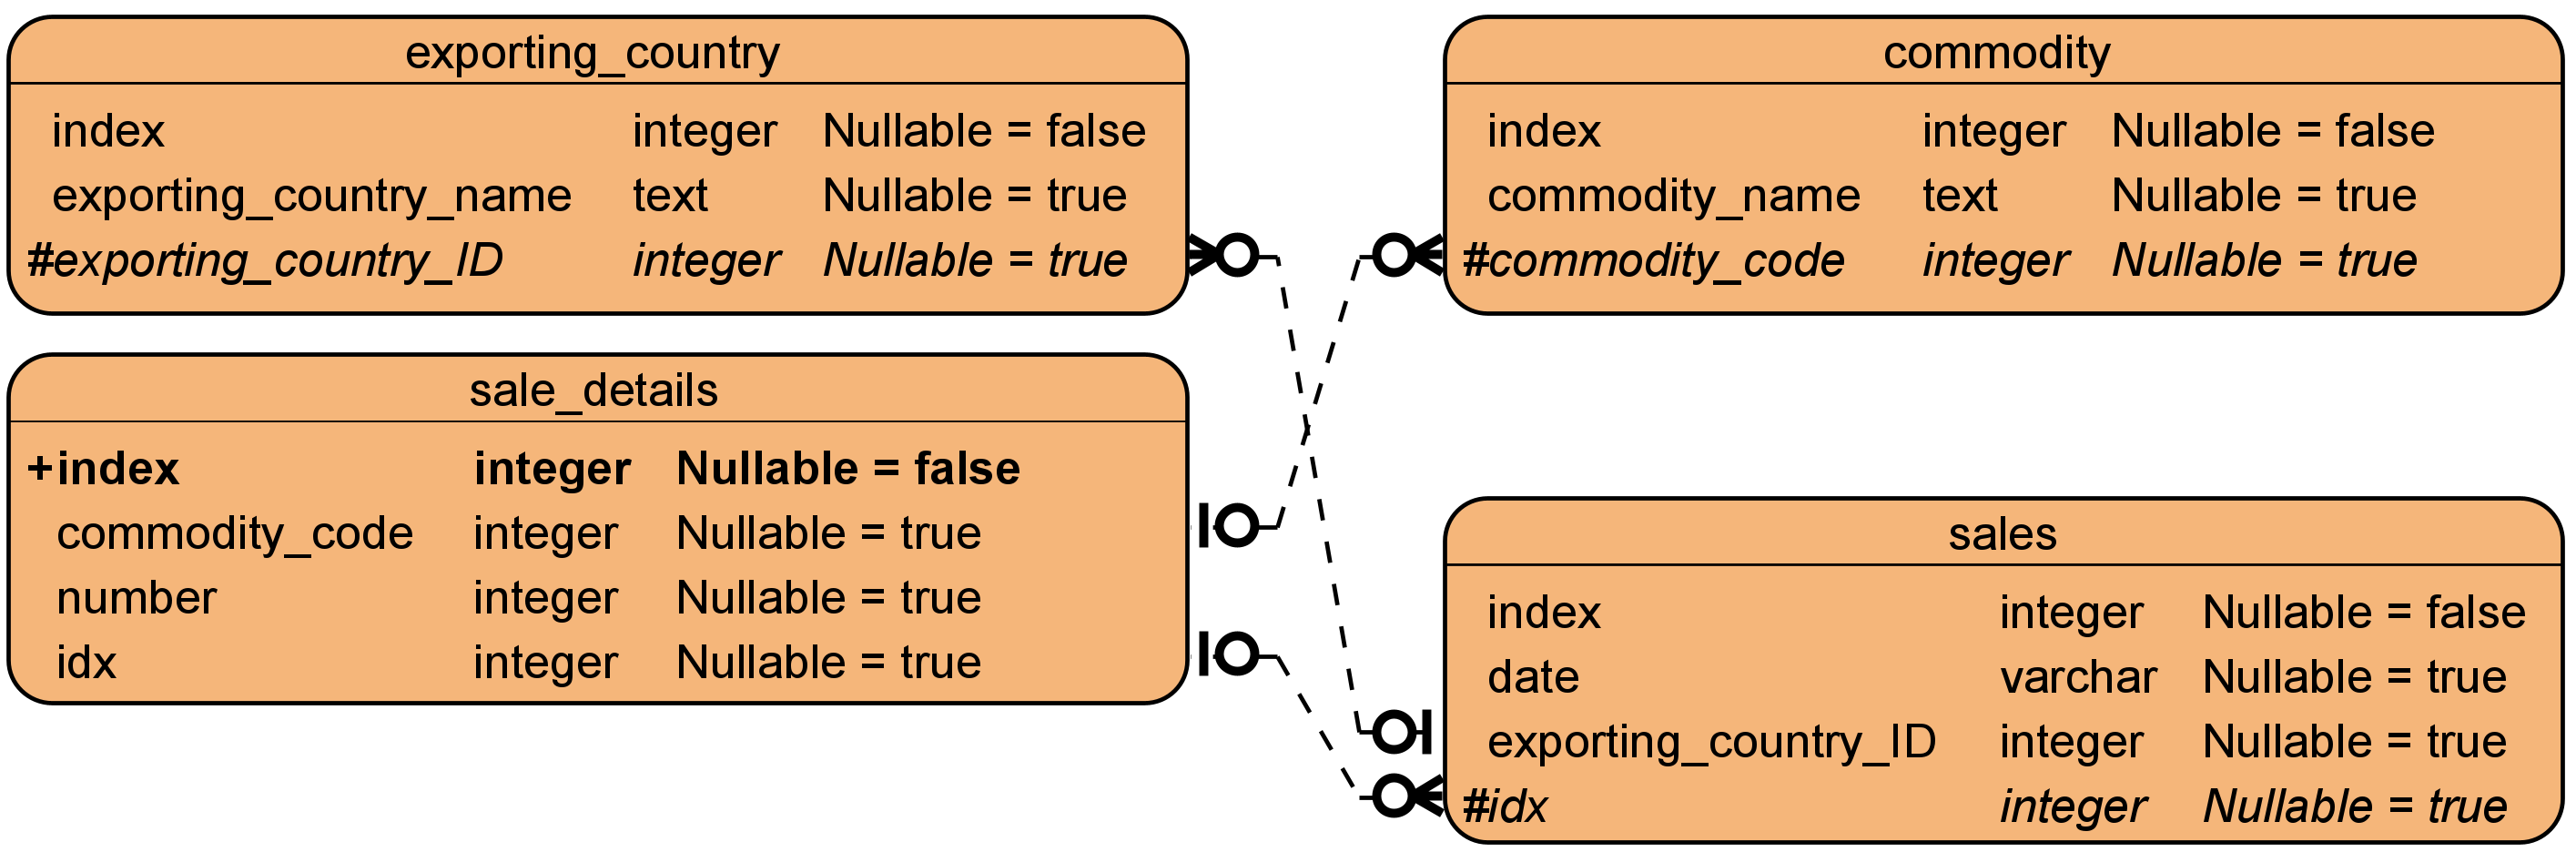 exporting_country
index integer Nullable = false
exporting_country_name text Nullable = true
#exporting_country_ID integer Nullable = true
commodity
index integer Nullable = false
commodity_name text Nullable = true
#commodity_code integer Nullable = true
sale_details
+index integer Nullable = false
commodity_code integer Nullable = true
number integer Nullable = true
idx integer Nullable = true
sales
index integer Nullable = false
date varchar Nullable = true
exporting_country_ID integer Nullable = true
#idx integer Nullable = true